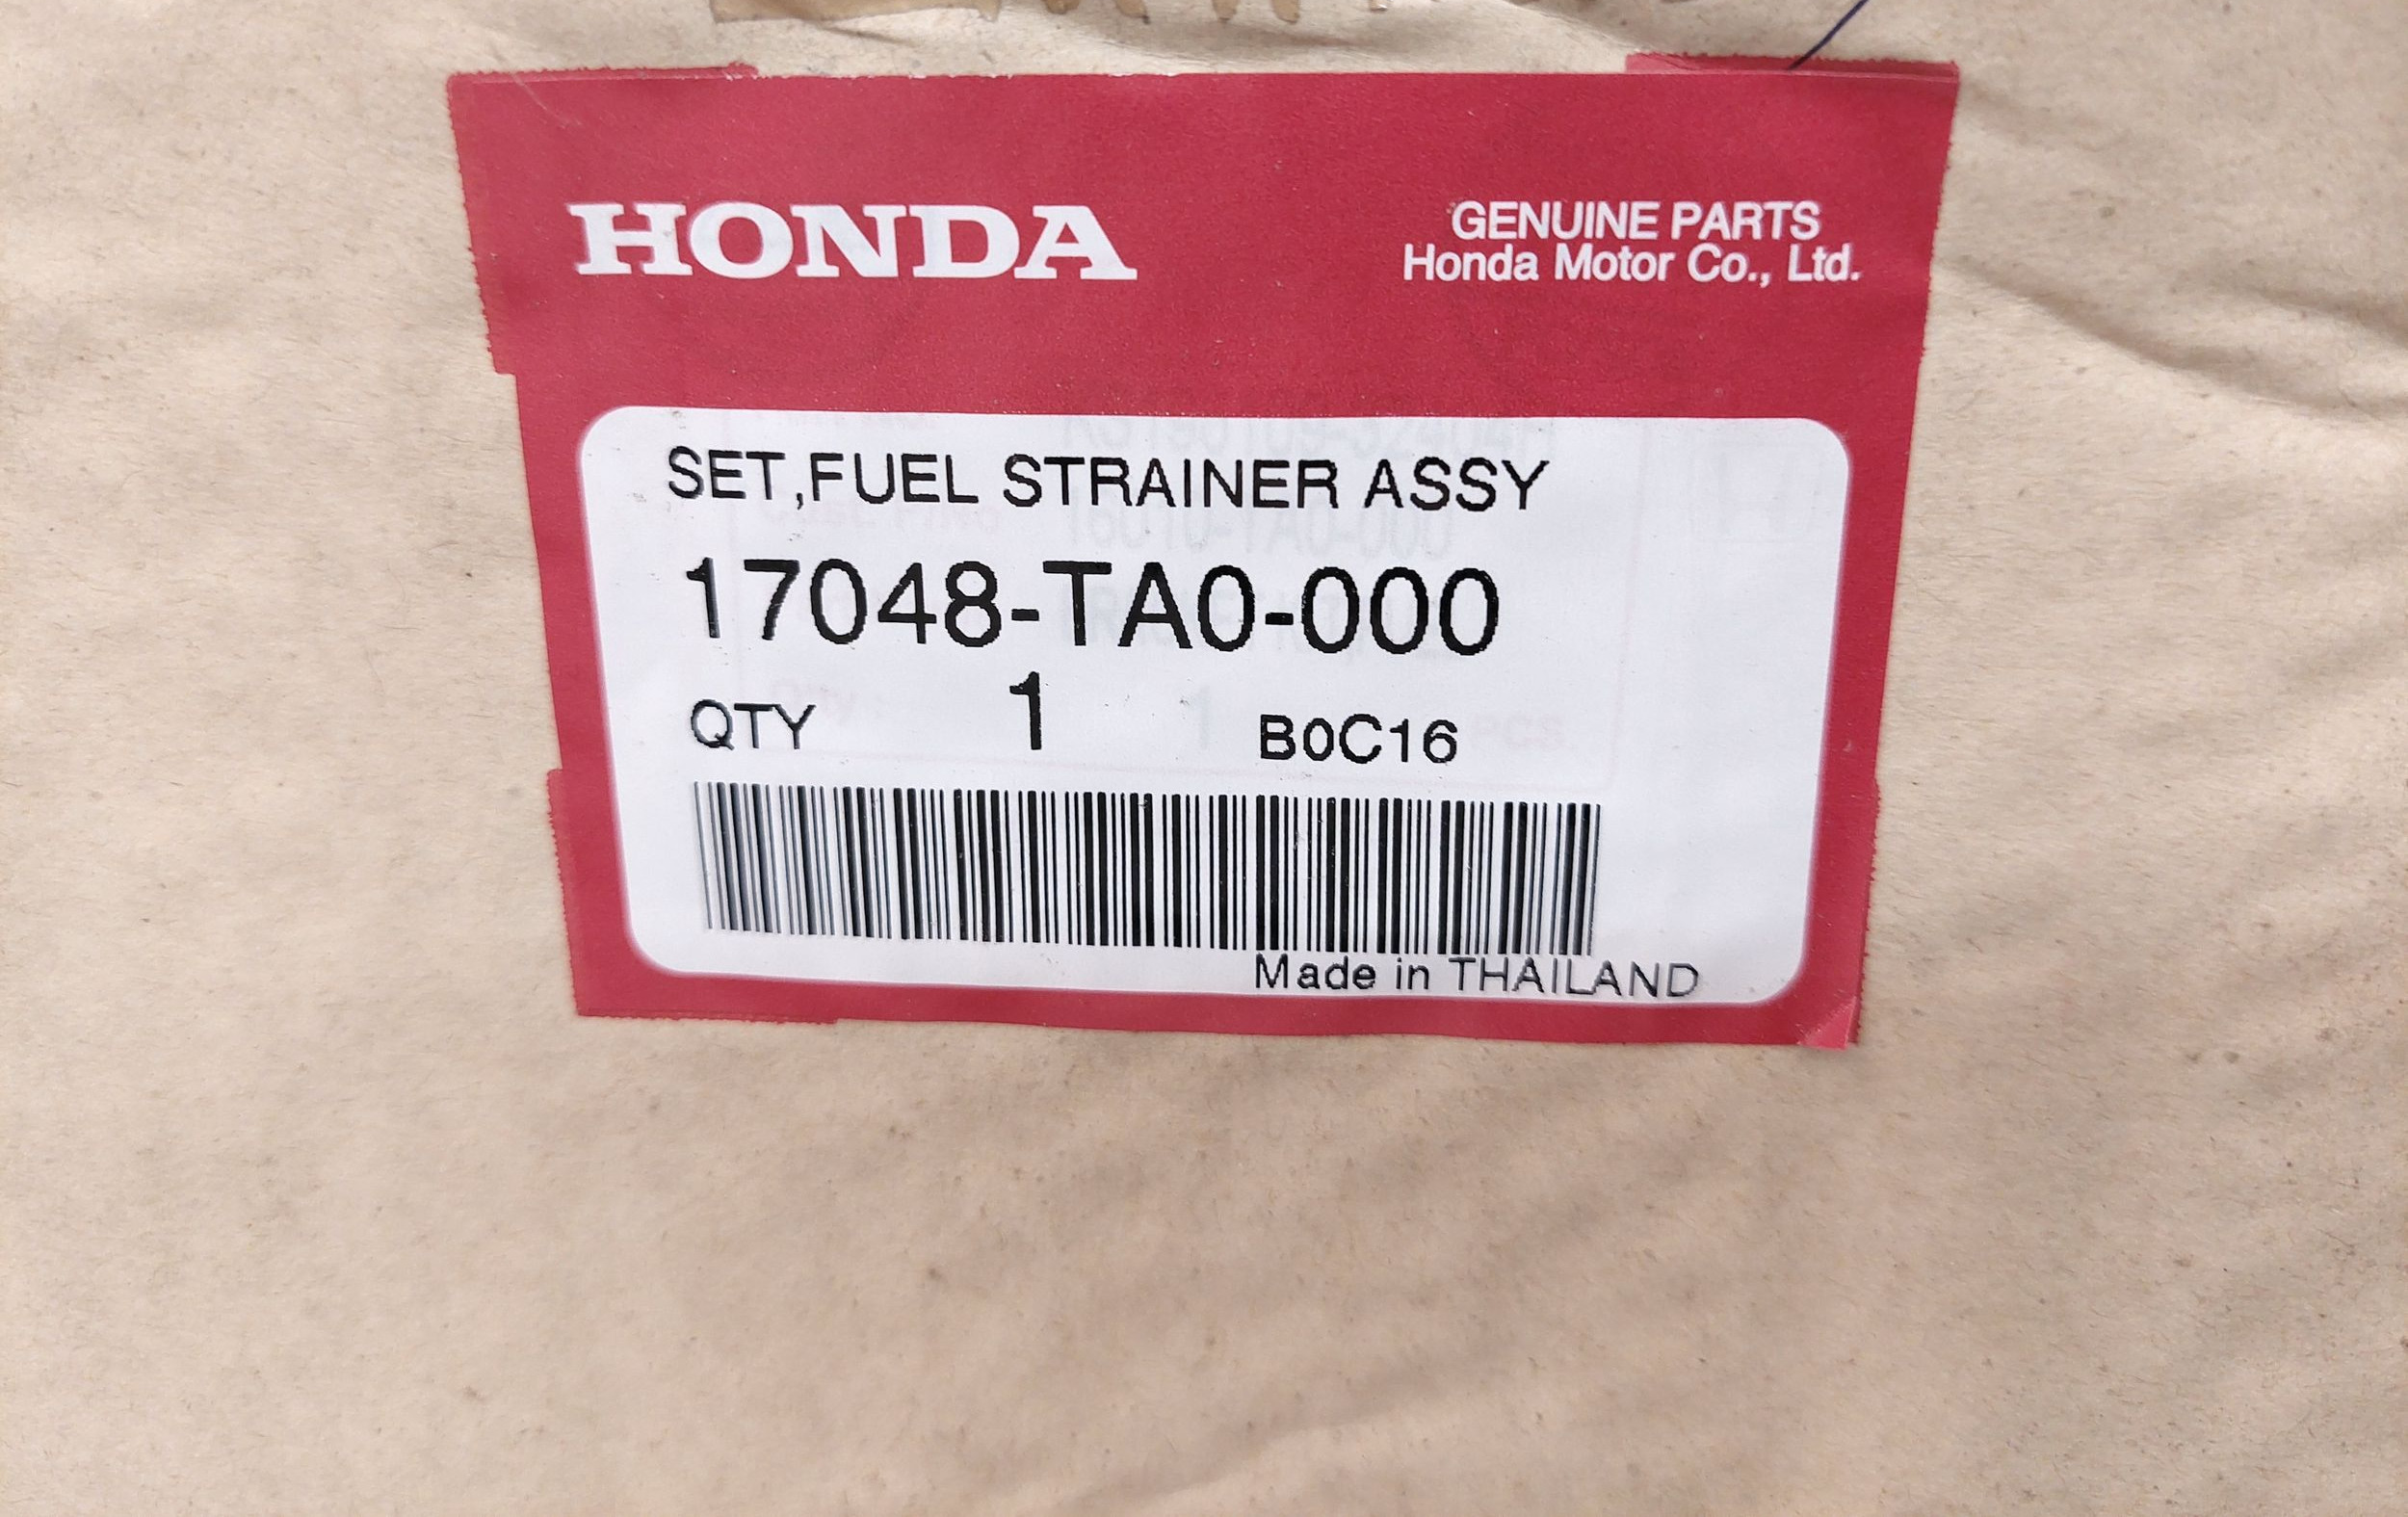 HONDA
GENUINE PARTS
Honda Motor Co., Ltd.
SET,FUEL STRAINER ASSY
17048-TA0-000
QTY 1 B0C16
Made in THAILAND